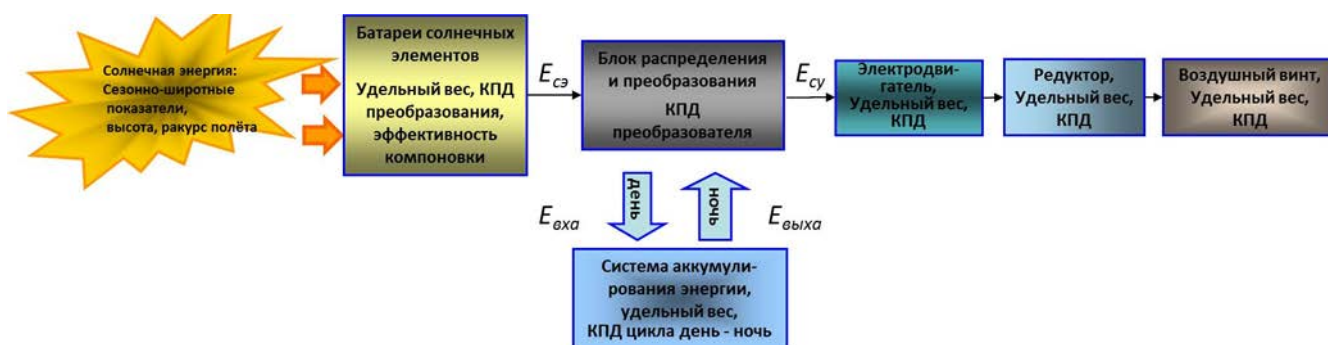 Солнечная энергия:
Сезонно-широтные
показатели,
высота, ракурс полёта
Батареи солнечных
элементов
Удельный вес, КПД
преобразования,
эффективность
компоновки
Eсэ
Блок распределения
и преобразования
КПД
преобразователя
Eсу
Электродви-
гатель,
Удельный вес,
КПД
Редуктор,
Удельный вес,
КПД
Воздушный винт,
Удельный вес,
КПД
Eвха
день
ночь
Eвыха
Система аккумули-
рования энергии,
удельный вес,
КПД цикла день - ночь